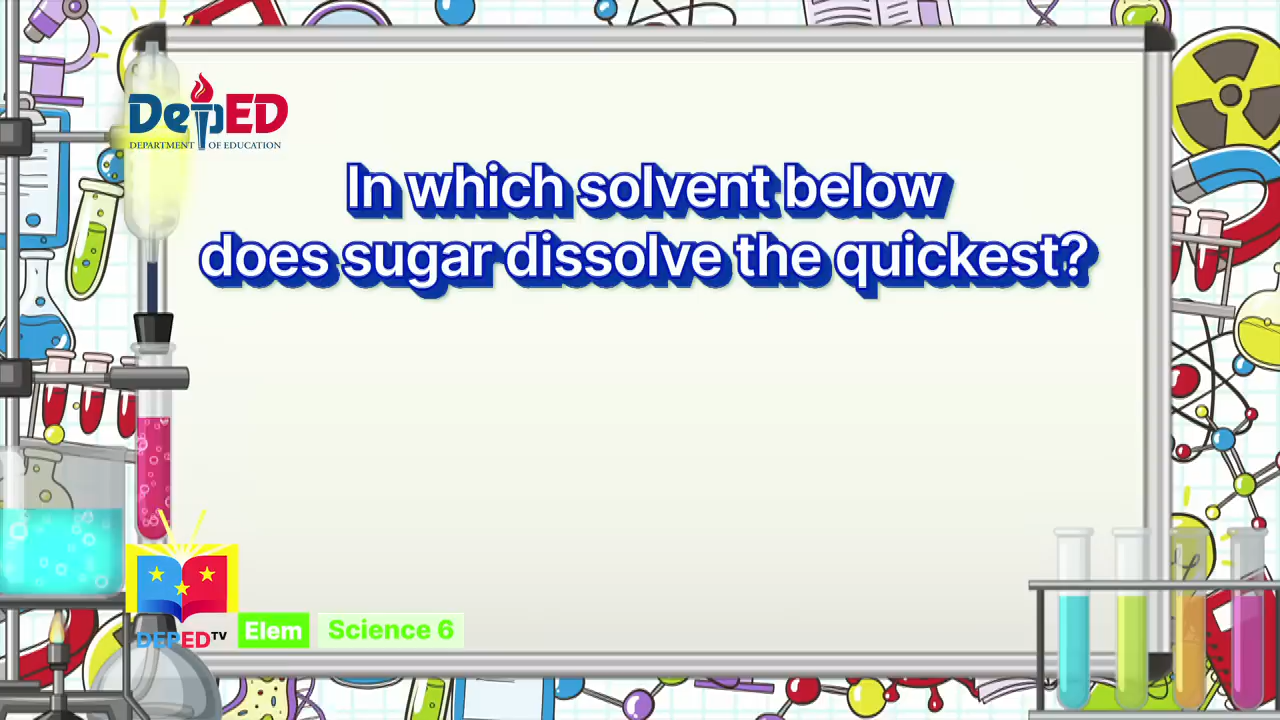 DepED
DEPARTMENT OF EDUCATION
In which solvent below
does sugar dissolve the quickest?
DEPED TV
Elem
Science 6